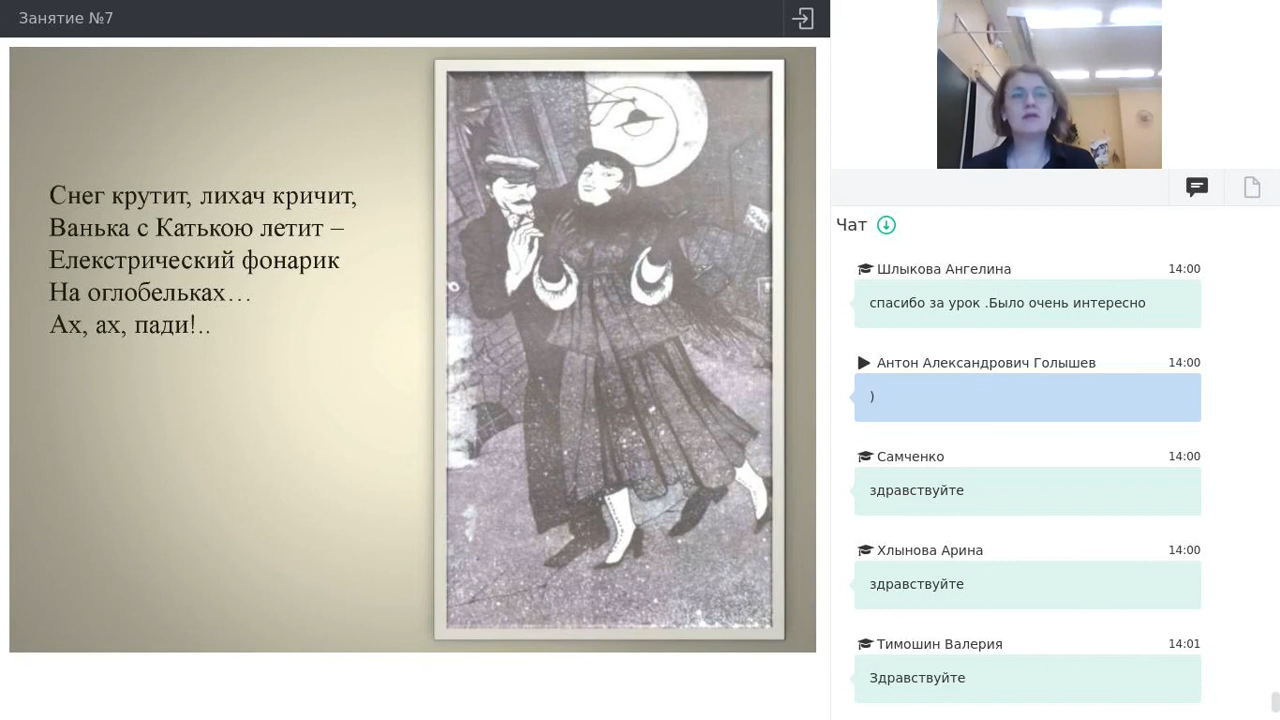 Занятие №7
Снег крутит, лихач кричит,
Ванька с Катькою летит –
Елекстрический фонарик
На оглобельках…
Ах, ах, пади!..
Чат
Шлыкова Ангелина 14:00
спасибо за урок .Было очень интересно
Антон Александрович Голышев 14:00
)
Самченко 14:00
здравствуйте
Хлынова Арина 14:00
здравствуйте
Тимошин Валерия 14:01
Здравствуйте